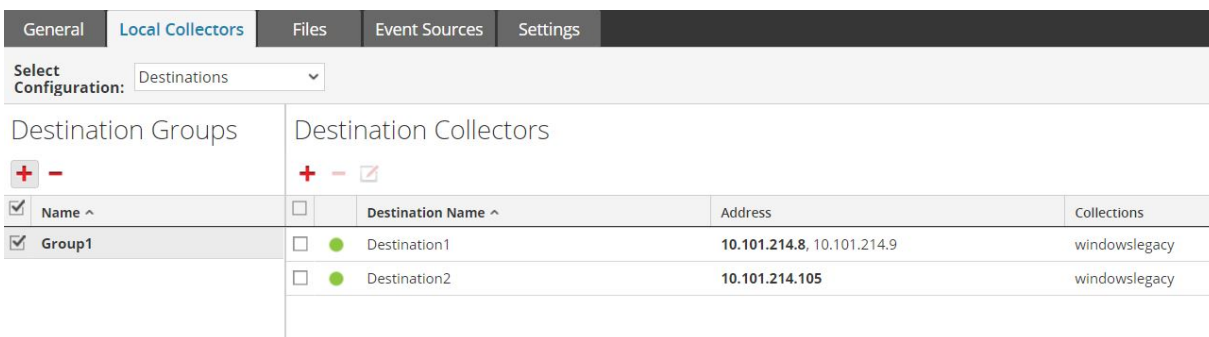 General Local Collectors Files Event Sources Settings
Select
Configuration: Destinations
Destination Groups
Name
Group1
Destination Collectors
Destination Name Address Collections
Destination1 10.101.214.8, 10.101.214.9 windowslegacy
Destination2 10.101.214.105 windowslegacy